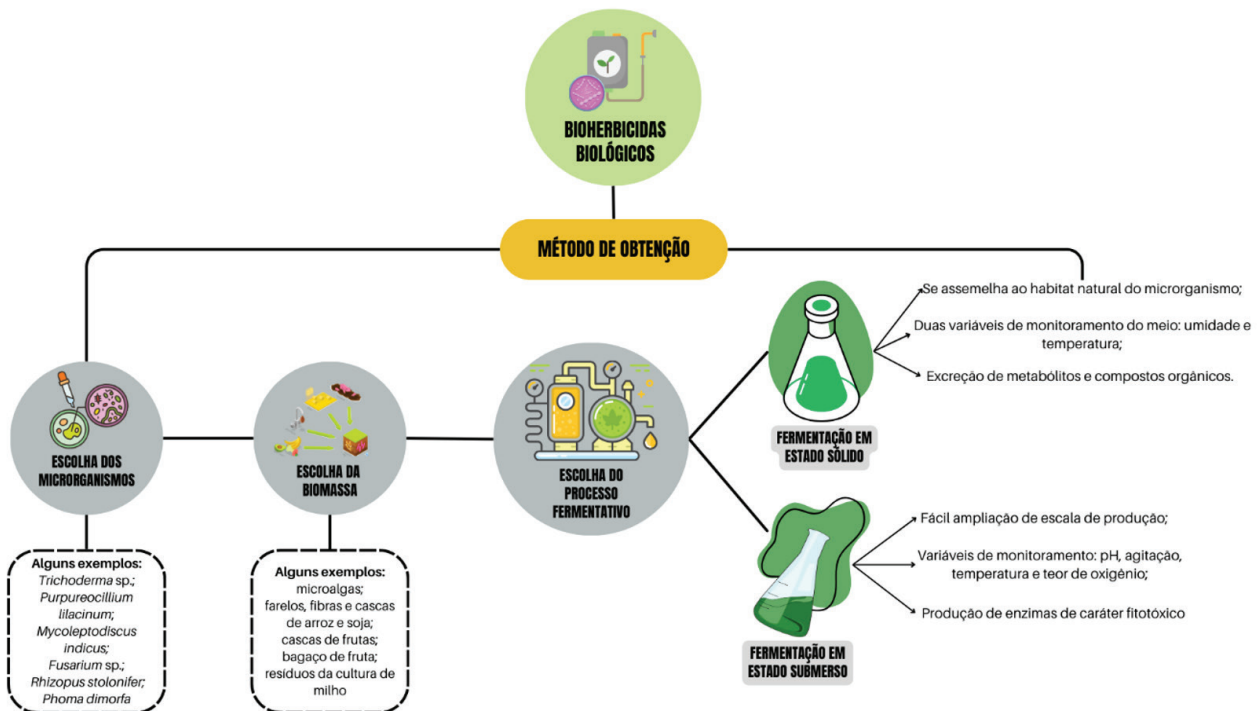 BIOHERBICIDAS
BIOLÓGICOS
MÉTODO DE OBTENÇÃO
ESCOLHA DOS
MICRORGANISMOS
Alguns exemplos:
Trichoderma sp.;
Purpureocillium
lilacinum;
Mycoleptodiscus
indicus;
Fusarium sp.;
Rhizopus stolonifer;
Phoma dimorfa
ESCOLHA DA
BIOMASSA
Alguns exemplos:
microalgas;
farelos, fibras e cascas
de arroz e soja;
cascas de frutas;
bagaço de fruta;
resíduos da cultura de
milho
ESCOLHA DO
PROCESSO
FERMENTATIVO
FERMENTAÇÃO EM
ESTADO SÓLIDO
Se assemelha ao habitat natural do microrganismo;
Duas variáveis de monitoramento do meio: umidade e
temperatura;
Excreção de metabólitos e compostos orgânicos.
FERMENTAÇÃO EM
ESTADO SUBMERSO
Fácil ampliação de escala de produção;
Variáveis de monitoramento: pH, agitação,
temperatura e teor de oxigênio;
Produção de enzimas de caráter fitotóxico